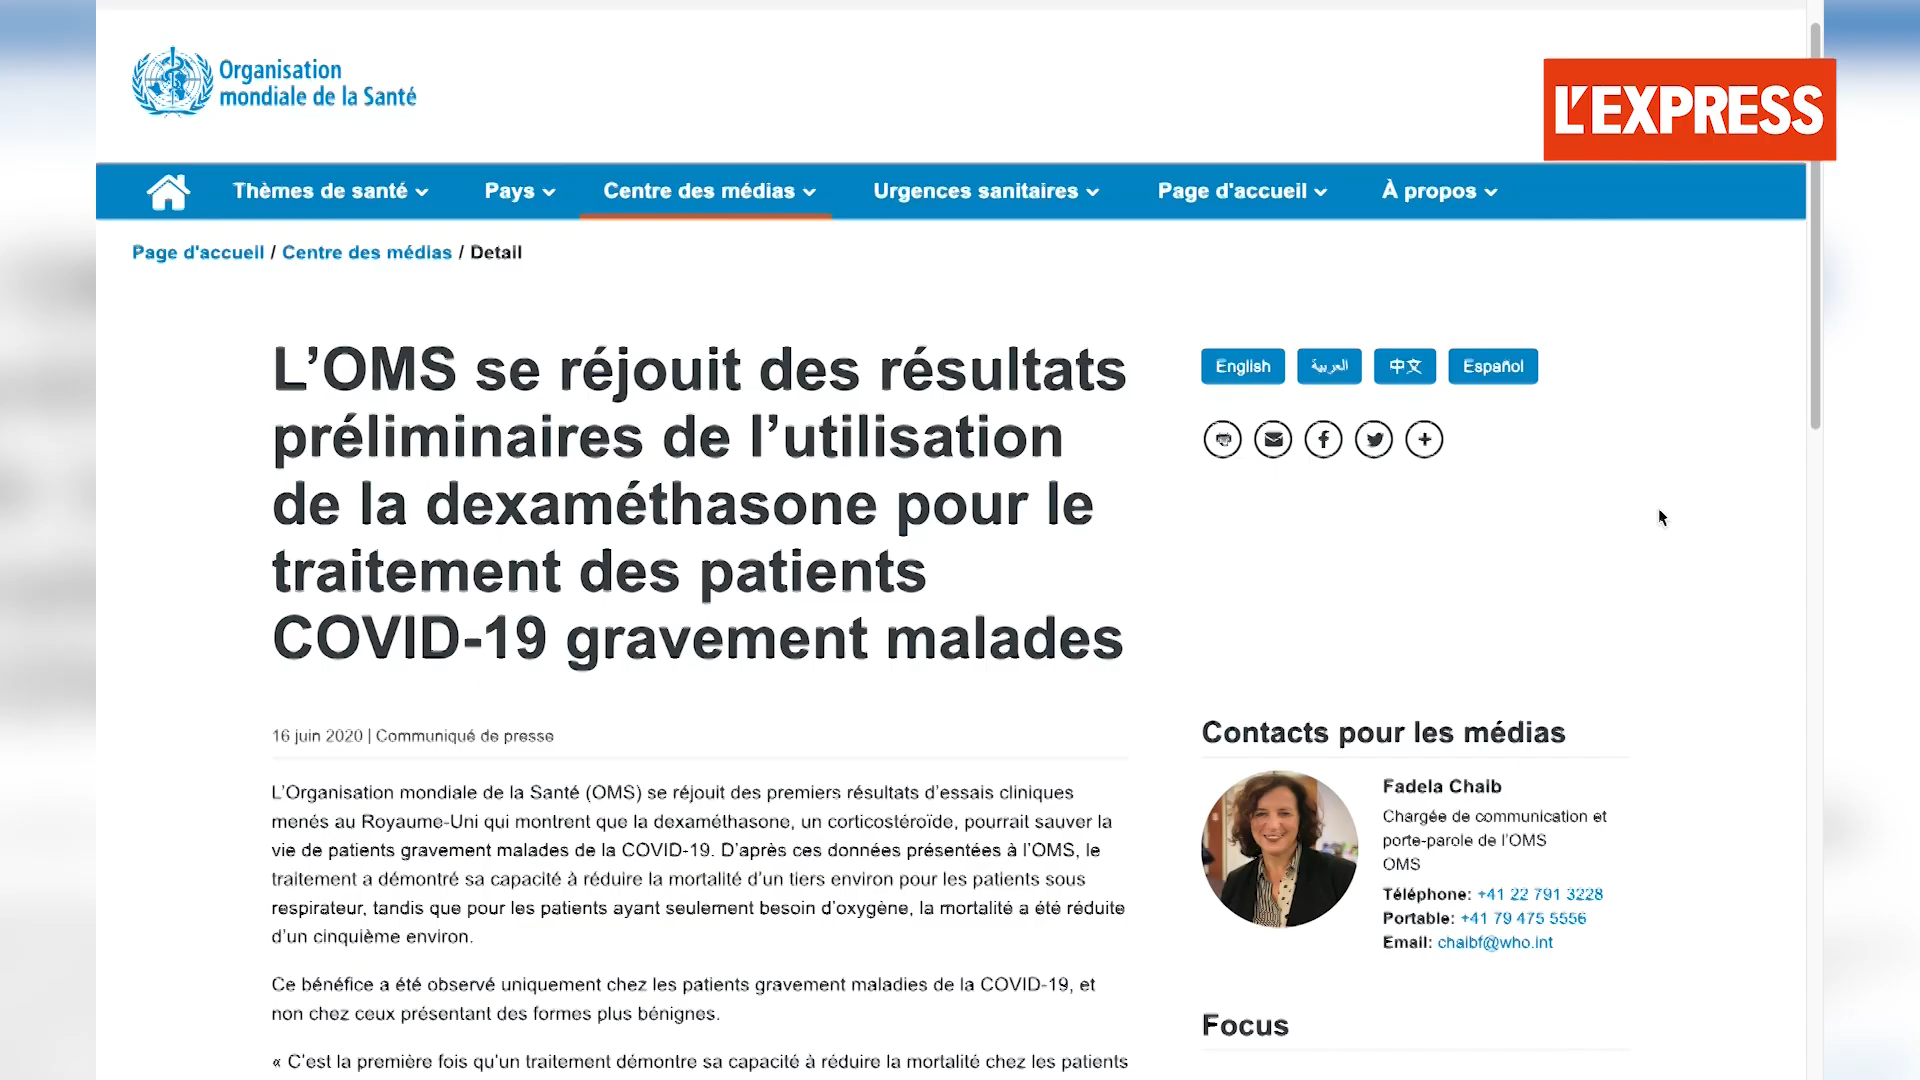 Organisation
mondiale de la Santé
L'EXPRESS
Thèmes de santé
Pays
Centre des médias
Urgences sanitaires
Page d'accueil
À propos
Page d'accueil / Centre des médias / Detail
L’OMS se réjouit des résultats
préliminaires de l’utilisation
de la dexaméthasone pour le
traitement des patients
COVID-19 gravement malades
English
العربية
中文
Español
16 juin 2020 | Communiqué de presse
L’Organisation mondiale de la Santé (OMS) se réjouit des premiers résultats d’essais cliniques
menés au Royaume-Uni qui montrent que la dexaméthasone, un corticostéroïde, pourrait sauver la
vie de patients gravement malades de la COVID-19. D’après ces données présentées à l’OMS, le
traitement a démontré sa capacité à réduire la mortalité d’un tiers environ pour les patients sous
respirateur, tandis que pour les patients ayant seulement besoin d’oxygène, la mortalité a été réduite
d’un cinquième environ.
Ce bénéfice a été observé uniquement chez les patients gravement maladies de la COVID-19, et
non chez ceux présentant des formes plus bénignes.
« C’est la première fois qu’un traitement démontre sa capacité à réduire la mortalité chez les patients
Contacts pour les médias
Fadela Chaib
Chargée de communication et
porte-parole de l’OMS
OMS
Téléphone: +41 22 791 3228
Portable: +41 79 475 5556
Email: chaibf@who.int
Focus